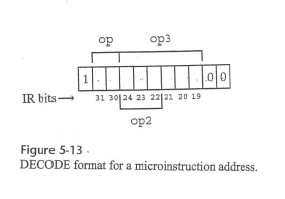 op op3
1 . . . . . . . . 0 0
IR bits→ 31 30 24 23 22 21 20 19
op2
Figure 5-13
DECODE format for a microinstruction address.